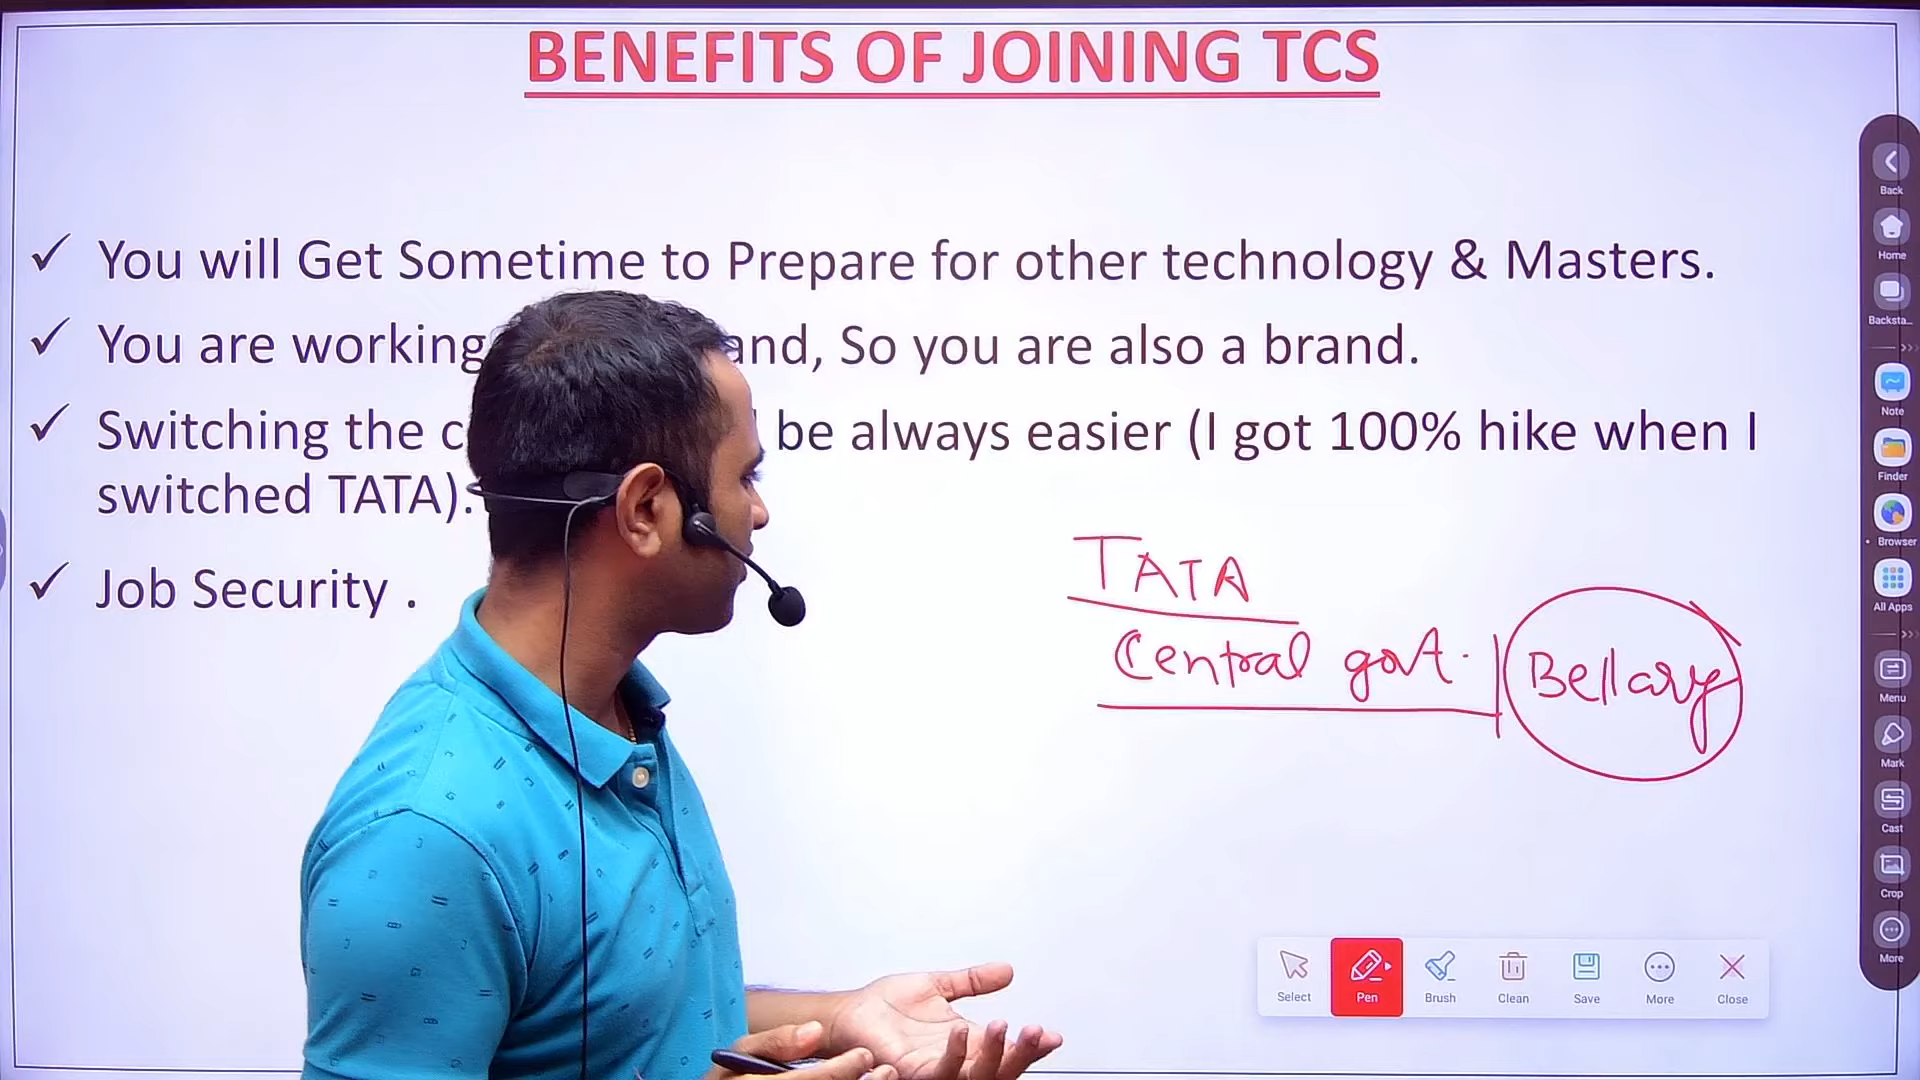 BENEFITS OF JOINING TCS
✓ You will Get Sometime to Prepare for other technology & Masters.
✓ You are working and, So you are also a brand.
✓ Switching the c be always easier (I got 100% hike when I
switched TATA).
✓ Job Security .
TATA
Central govt.
Bellary
Back
Home
Backsta...
Note
Finder
Browser
All Apps
Menu
Mark
Cast
Crop
More
Select Pen Brush Clean Save More Close